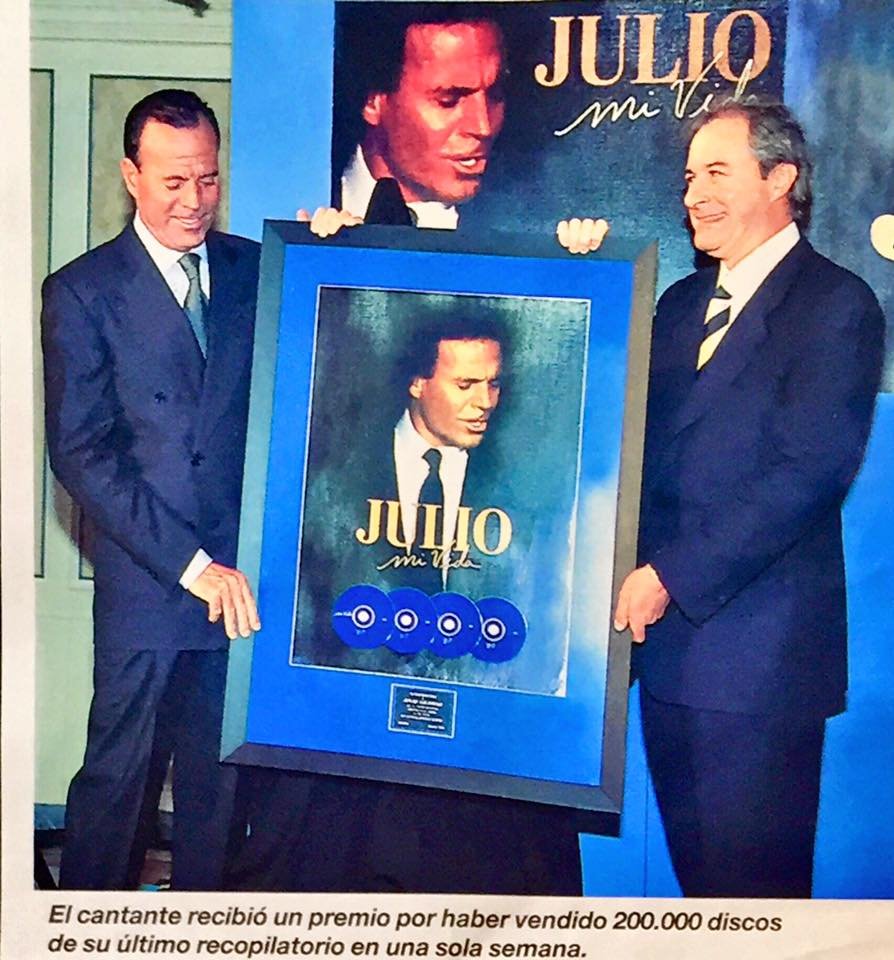 JULIO
mi Vida
JULIO
mi Vida
El cantante recibió un premio por haber vendido 200.000 discos
de su último recopilatorio en una sola semana.